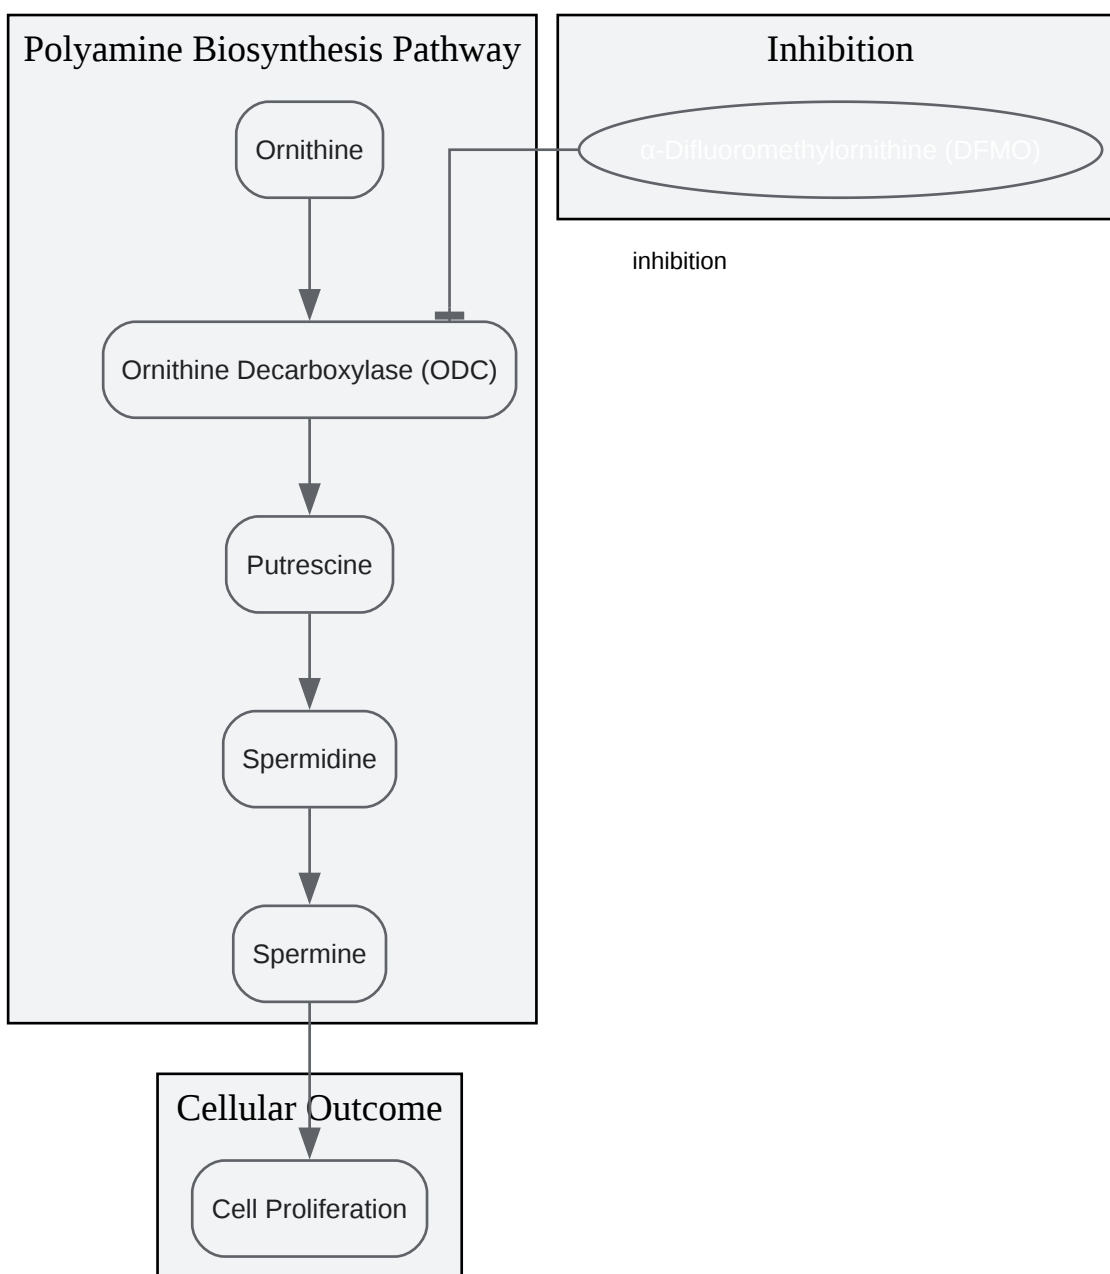 Polyamine Biosynthesis Pathway
Inhibition
Ornithine
α-Difluoromethylornithine (DFMO)
inhibition
Ornithine Decarboxylase (ODC)
Putrescine
Spermidine
Spermine
Cellular Outcome
Cell Proliferation